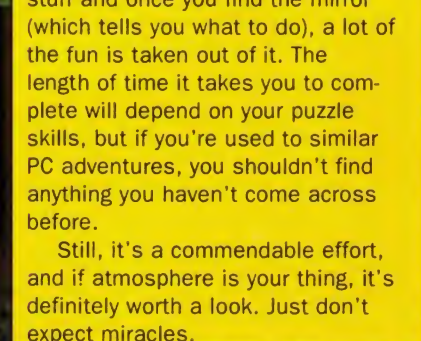 stuff and once you find the mirror
(which tells you what to do), a lot of
the fun is taken out of it. The
length of time it takes you to com-
plete will depend on your puzzle
skills, but if you're used to similar
PC adventures, you shouldn't find
anything you haven't come across
before.
Still, it's a commendable effort,
and if atmosphere is your thing, it's
definitely worth a look. Just don't
expect miracles.